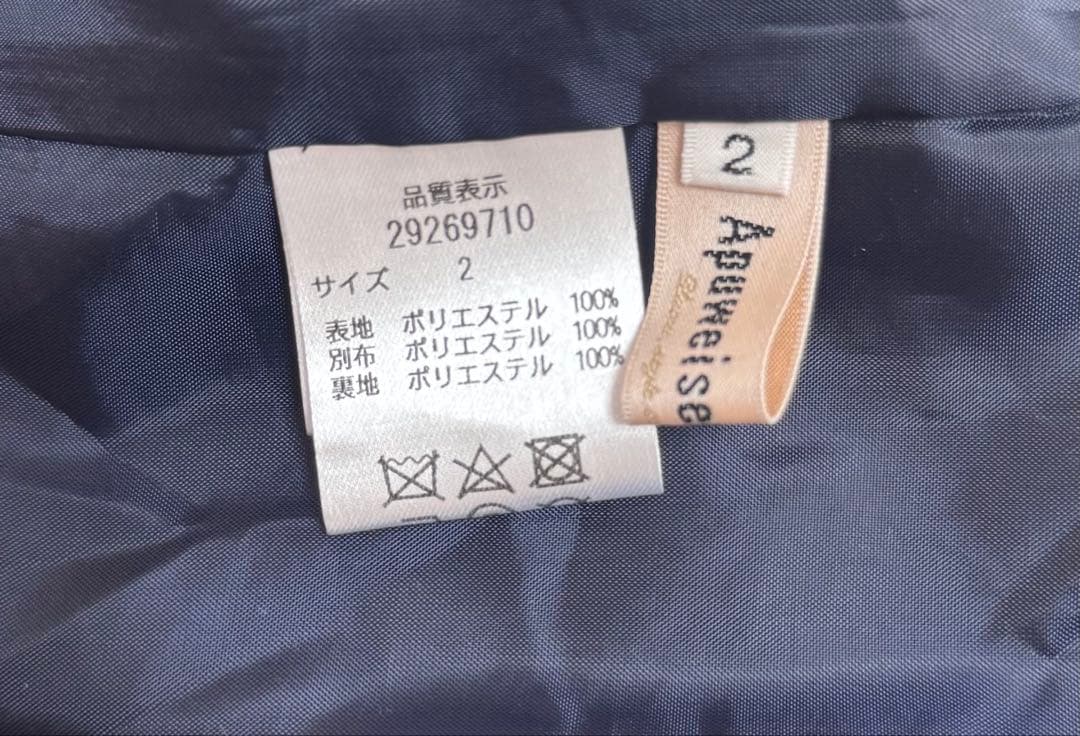 品質表示
29269710
サイズ 2
表地 ポリエステル 100%
別布 ポリエステル 100%
裏地 ポリエステル 100%
2
Apuweiser